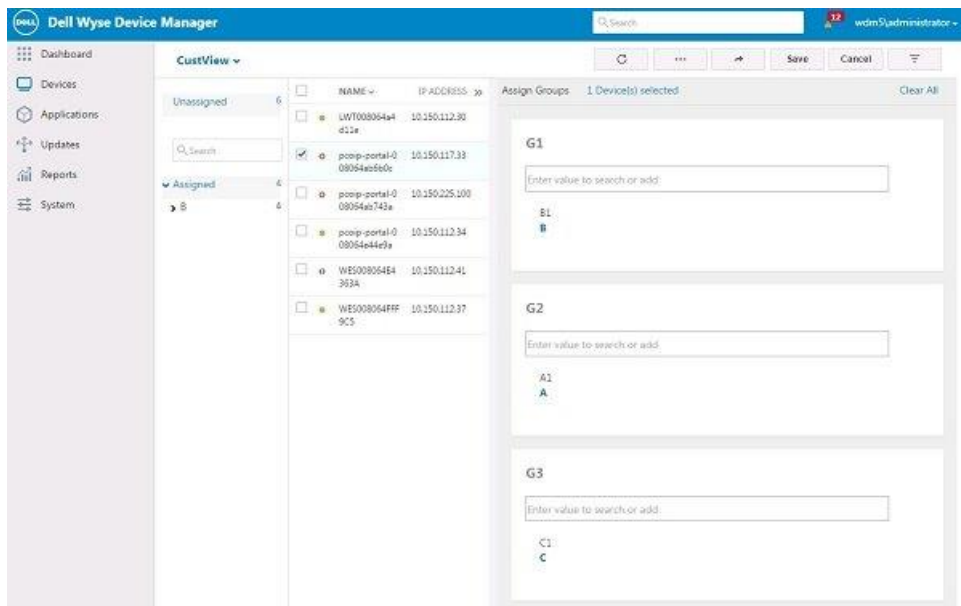 DELL Dell Wyse Device Manager
Search
12
wdm5\administrator
Dashboard
Devices
Applications
Updates
Reports
System
CustView
Save
Cancel
Unassigned 6
Search
Assigned 4
B 4
NAME IP ADDRESS
LWT008064a4 10.150.112.30
d11e
pcoip-portal-0 10.150.117.33
08064ab6b0c
pcoip-portal-0 10.150.225.100
08064ab743a
pcoip-portal-0 10.150.112.34
08064e44e9a
WES008064E4 10.150.112.41
363A
WES008064FFF 10.150.112.37
9C5
Assign Groups 1 Device(s) selected Clear All
G1
Enter value to search or add
B1
B
G2
Enter value to search or add
A1
A
G3
Enter value to search or add
C1
C